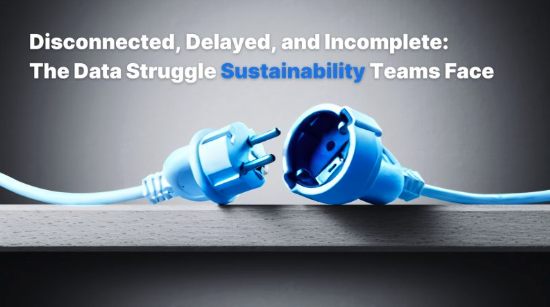 Disconnected, Delayed, and Incomplete:
The Data Struggle Sustainability Teams Face